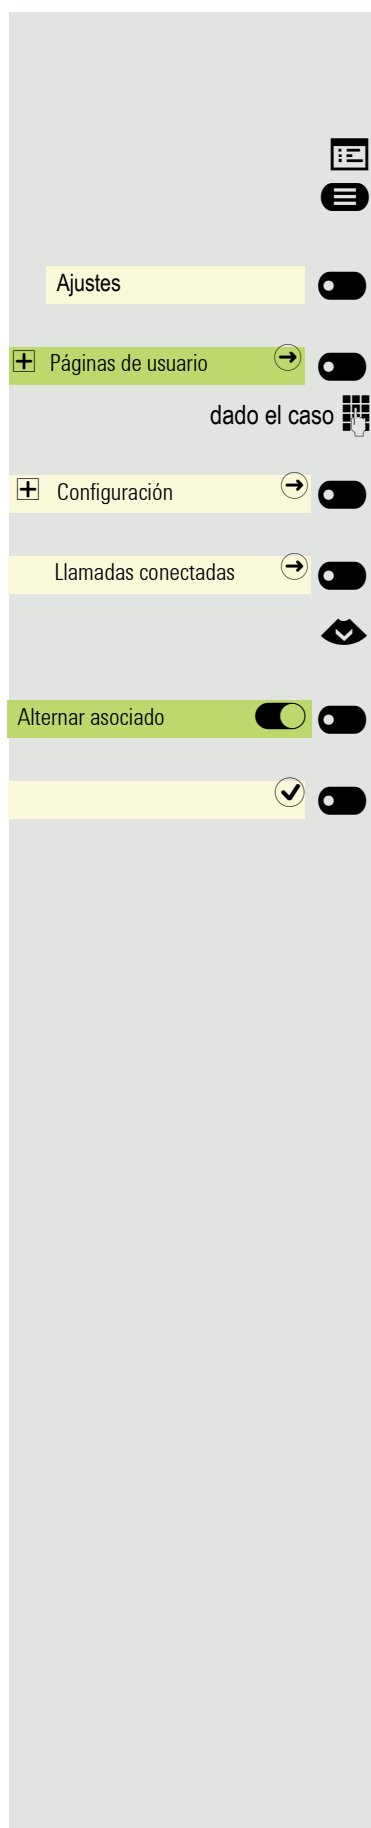 Ajustes
Páginas de usuario
dado el caso
Configuración
Llamadas conectadas
Alternar asociado